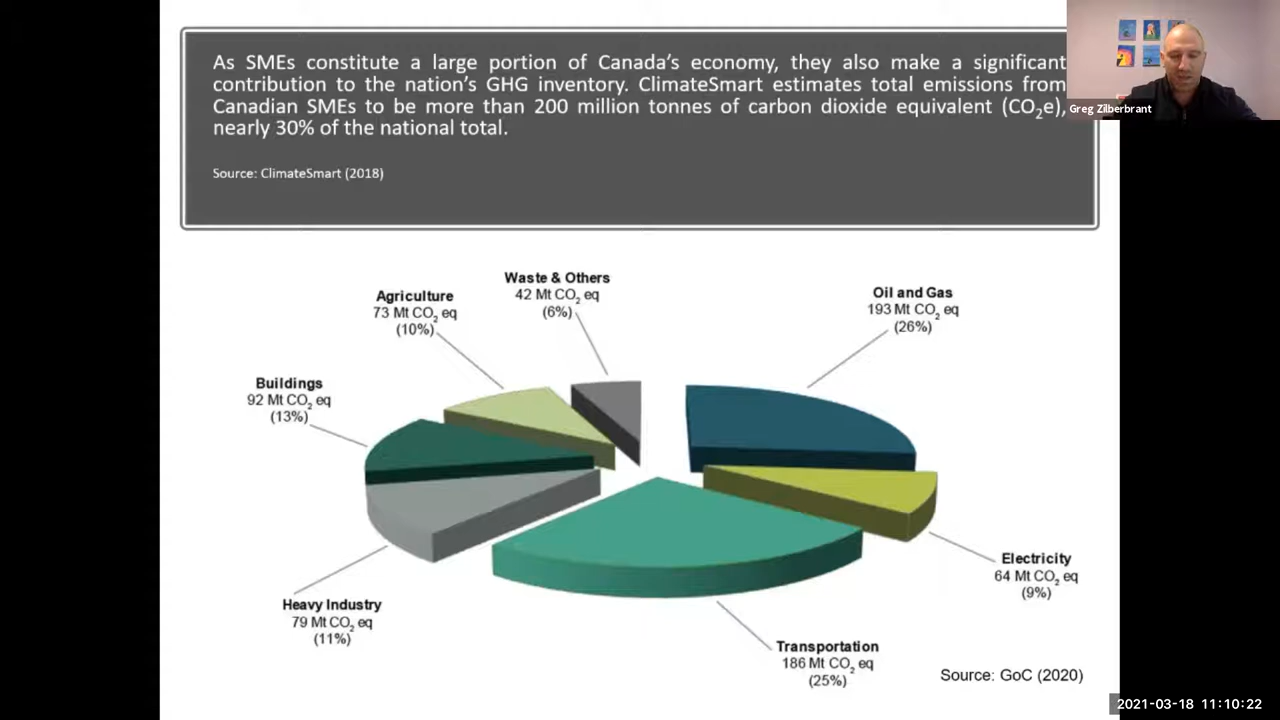 As SMEs constitute a large portion of Canada's economy, they also make a significant
contribution to the nation's GHG inventory. ClimateSmart estimates total emissions from
Canadian SMEs to be more than 200 million tonnes of carbon dioxide equivalent (CO₂e),
nearly 30% of the national total.
Source: ClimateSmart (2018)
Greg Zilberbrant
Waste & Others
42 Mt CO₂ eq
(6%)
Agriculture
73 Mt CO₂ eq
(10%)
Oil and Gas
193 Mt CO₂ eq
(26%)
Buildings
92 Mt CO₂ eq
(13%)
Electricity
64 Mt CO₂ eq
(9%)
Heavy Industry
79 Mt CO₂ eq
(11%)
Transportation
186 Mt CO₂ eq
(25%)
Source: GoC (2020)
2021-03-18 11:10:22